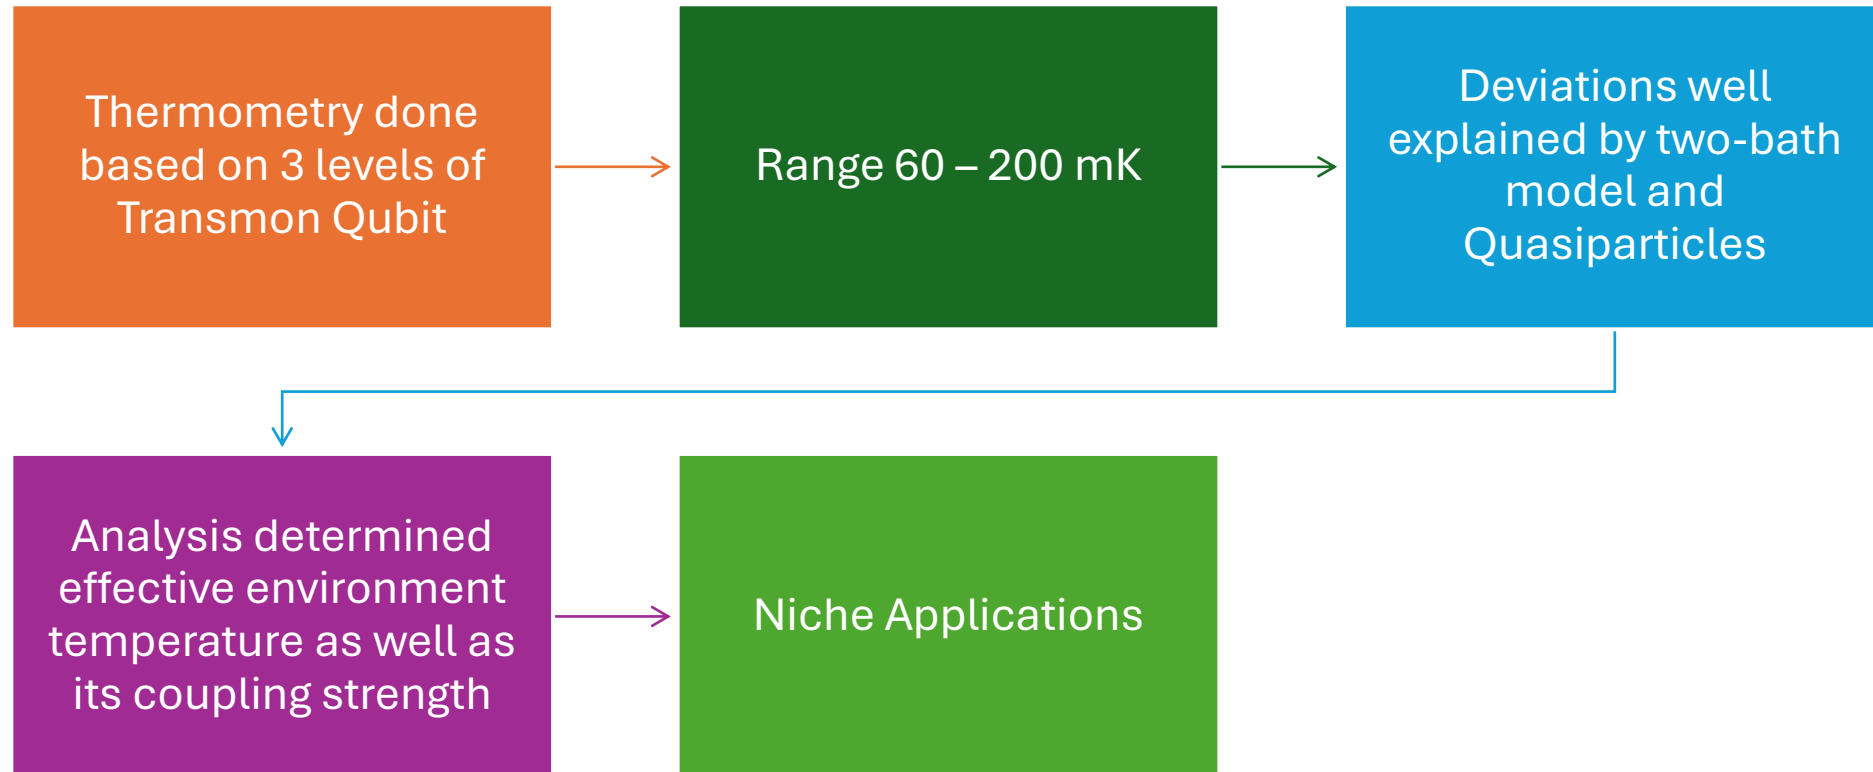 Thermometry done
based on 3 levels of
Transmon Qubit
Range 60 – 200 mK
Deviations well
explained by two-bath
model and
Quasiparticles
Analysis determined
effective environment
temperature as well as
its coupling strength
Niche Applications